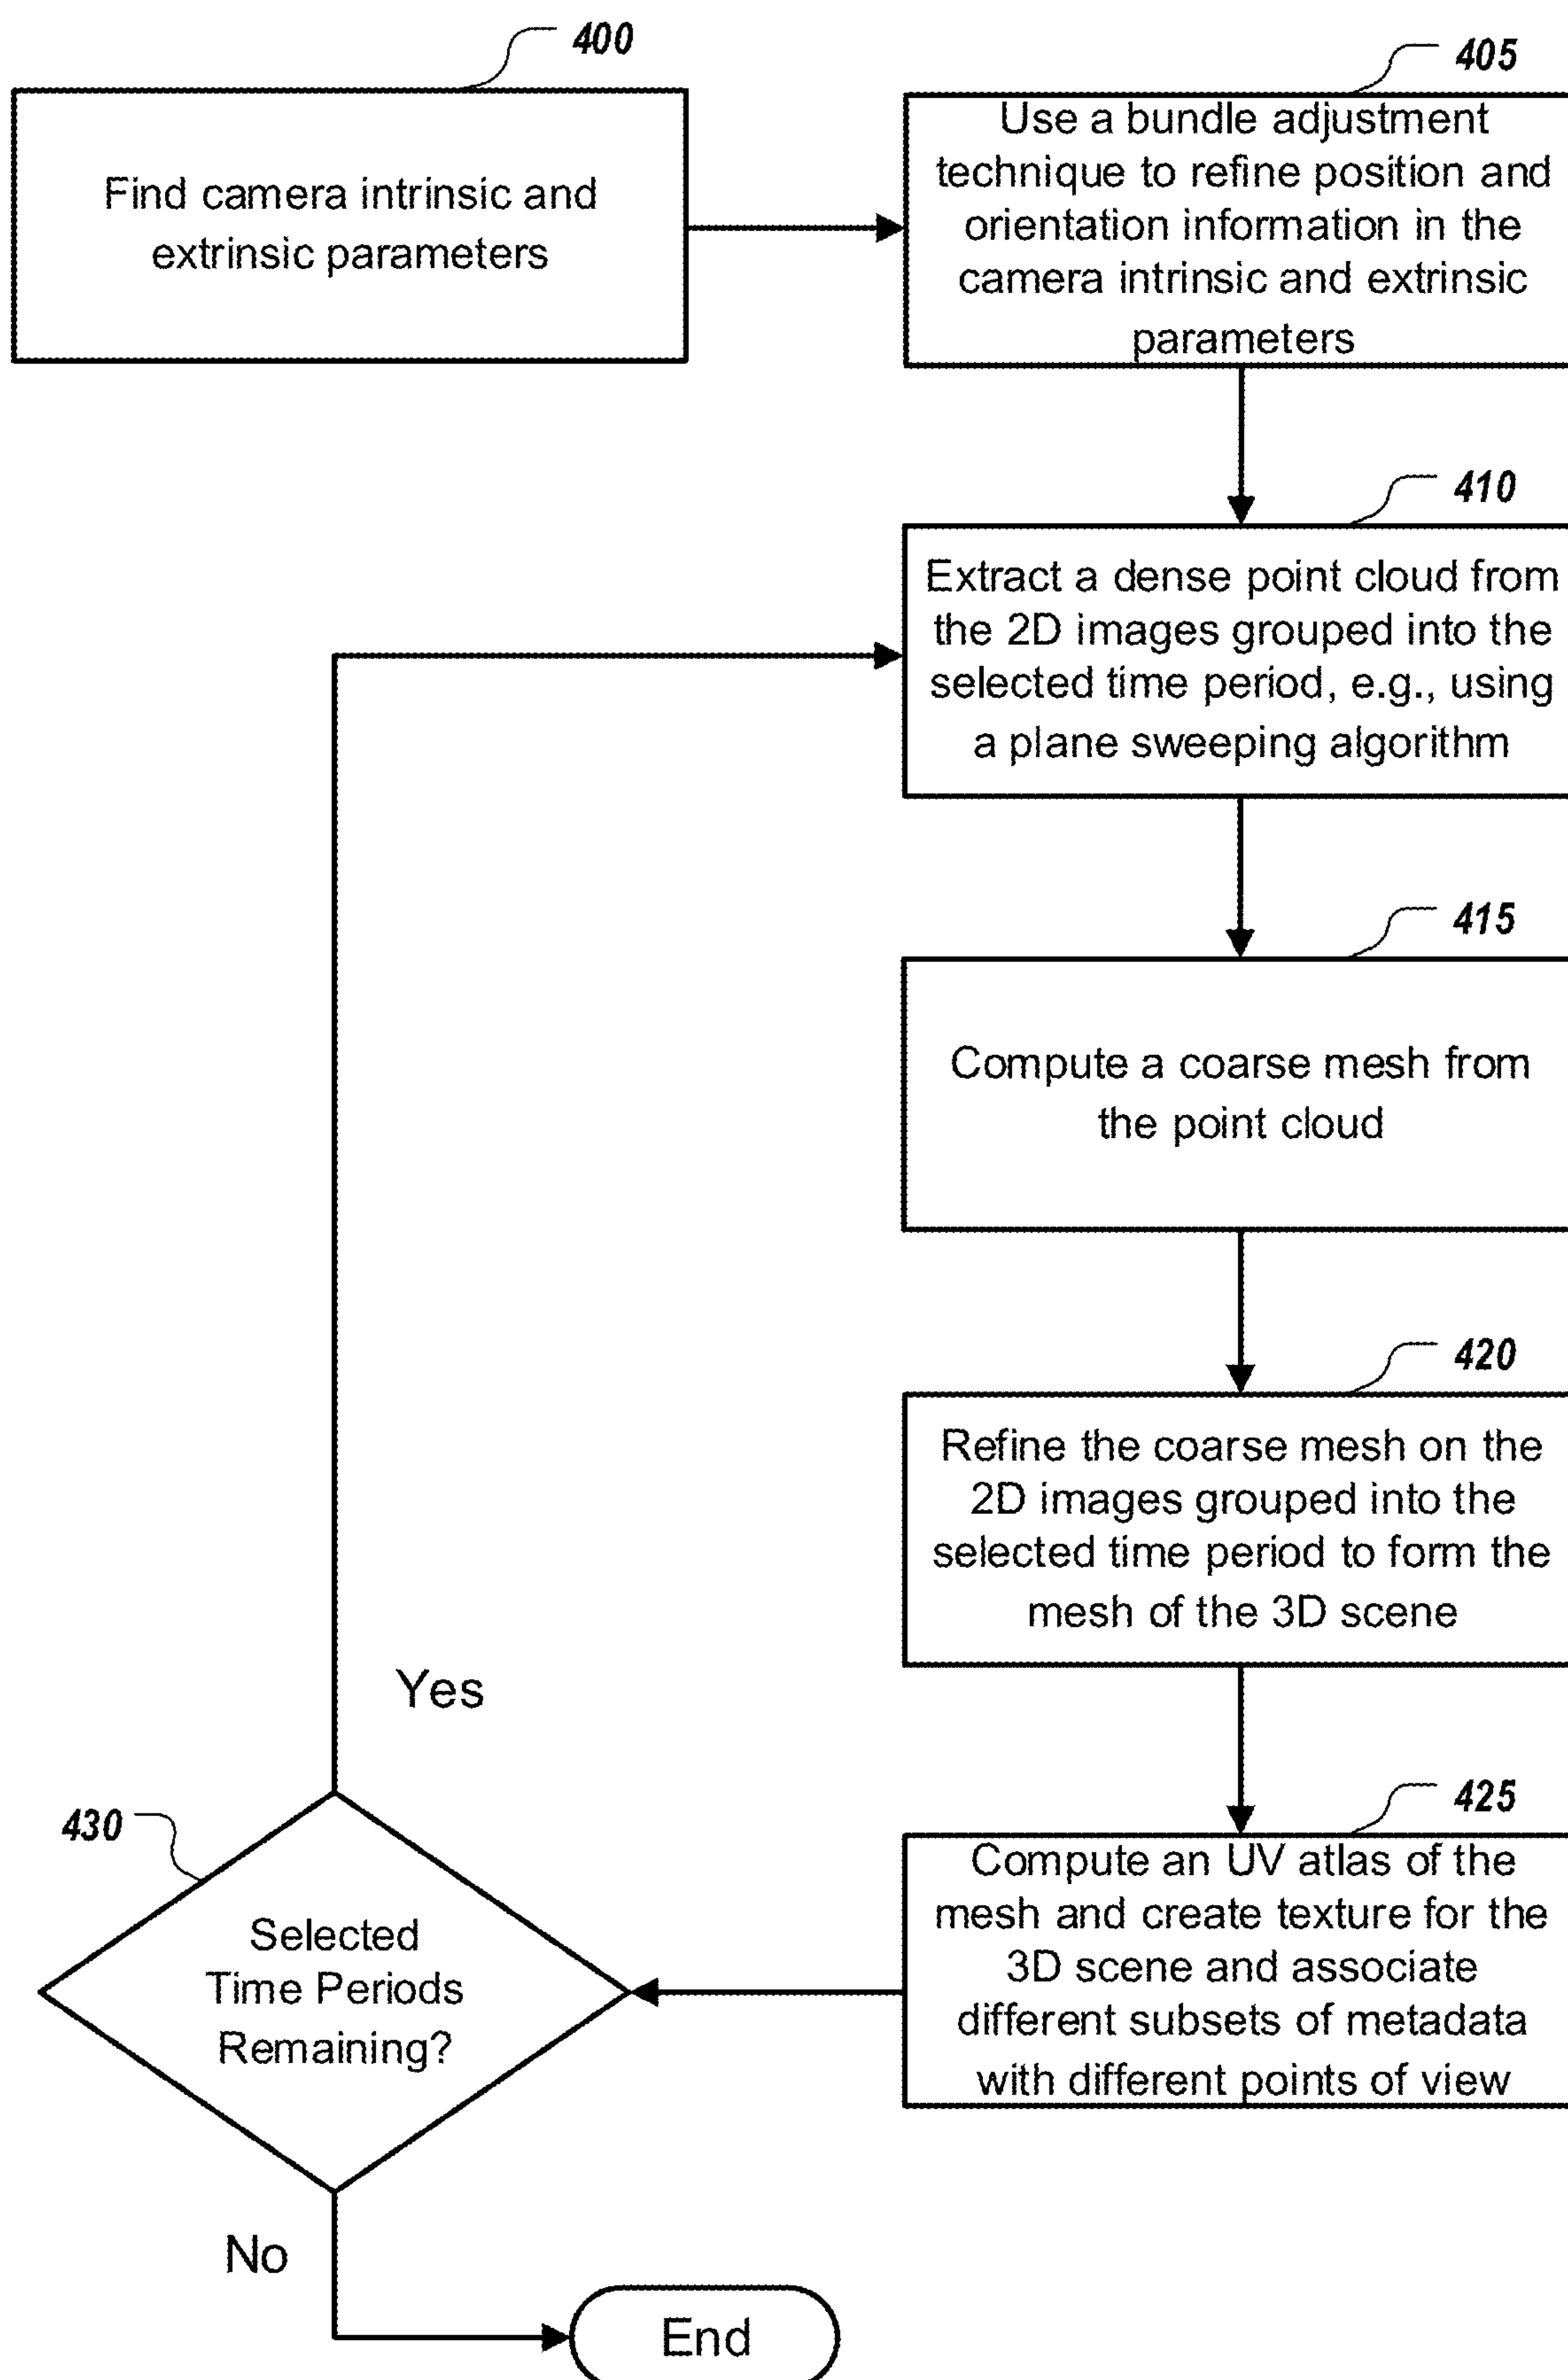 400
Find camera intrinsic and
extrinsic parameters
405
Use a bundle adjustment
technique to refine position and
orientation information in the
camera intrinsic and extrinsic
parameters
410
Extract a dense point cloud from
the 2D images grouped into the
selected time period, e.g., using
a plane sweeping algorithm
415
Compute a coarse mesh from
the point cloud
420
Refine the coarse mesh on the
2D images grouped into the
selected time period to form the
mesh of the 3D scene
425
Compute an UV atlas of the
mesh and create texture for the
3D scene and associate
different subsets of metadata
with different points of view
430
Selected
Time Periods
Remaining?
Yes
No
End